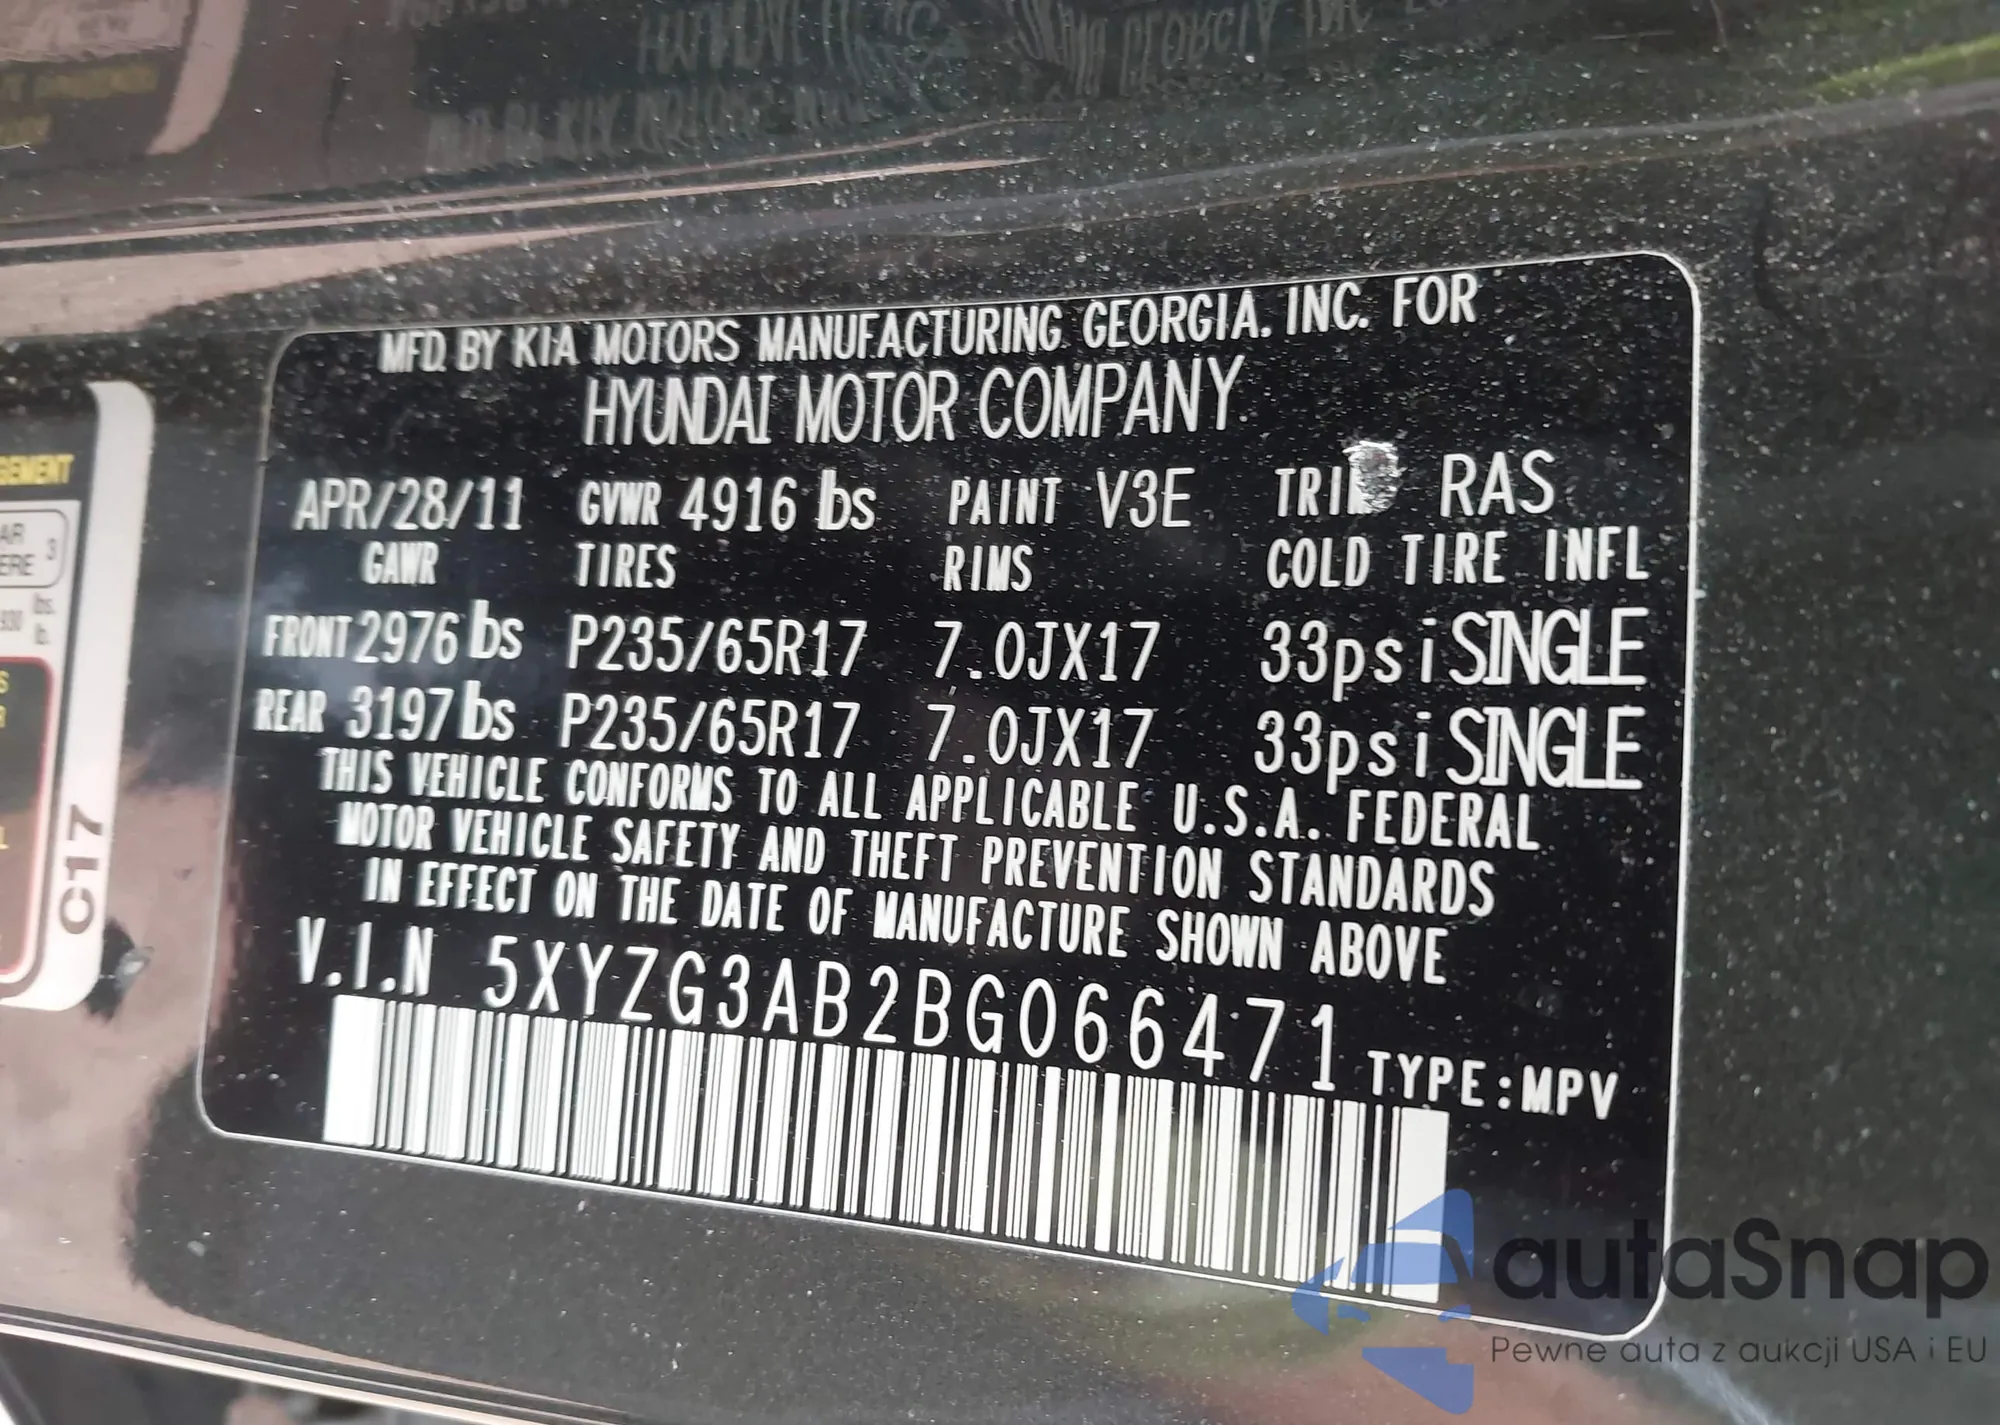 MFD. BY KIA MOTORS MANUFACTURING GEORGIA. INC. FOR
HYUNDAI MOTOR COMPANY.
APR/28/11 GVWR 4916 lbs PAINT V3E TRIM RAS
GAWR TIRES RIMS COLD TIRE INFL
FRONT 2976 lbs P235/65R17 7.0JX17 33psi SINGLE
REAR 3197 lbs P235/65R17 7.0JX17 33psi SINGLE
THIS VEHICLE CONFORMS TO ALL APPLICABLE U.S.A. FEDERAL
MOTOR VEHICLE SAFETY AND THEFT PREVENTION STANDARDS
IN EFFECT ON THE DATE OF MANUFACTURE SHOWN ABOVE
V.I.N 5XYZG3AB2BG066471 TYPE:MPV
C17
autaSnap
Pewne auta z aukcji USA i EU